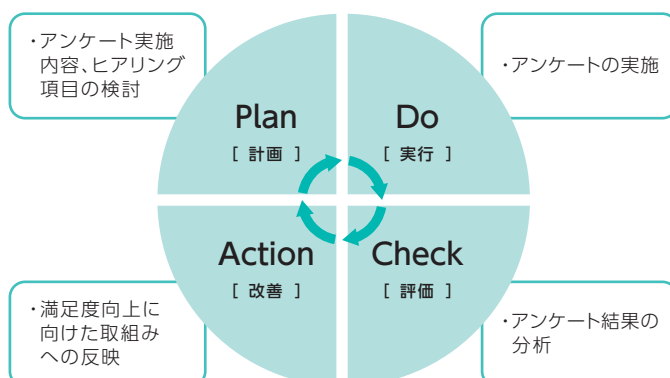 ・アンケート実施
内容、ヒアリング
項目の検討
Plan
[ 計画 ]
Do
[ 実行 ]
・アンケートの実施
Action
[ 改善 ]
Check
[ 評価 ]
・満足度向上に
向けた取組み
への反映
・アンケート結果の
分析